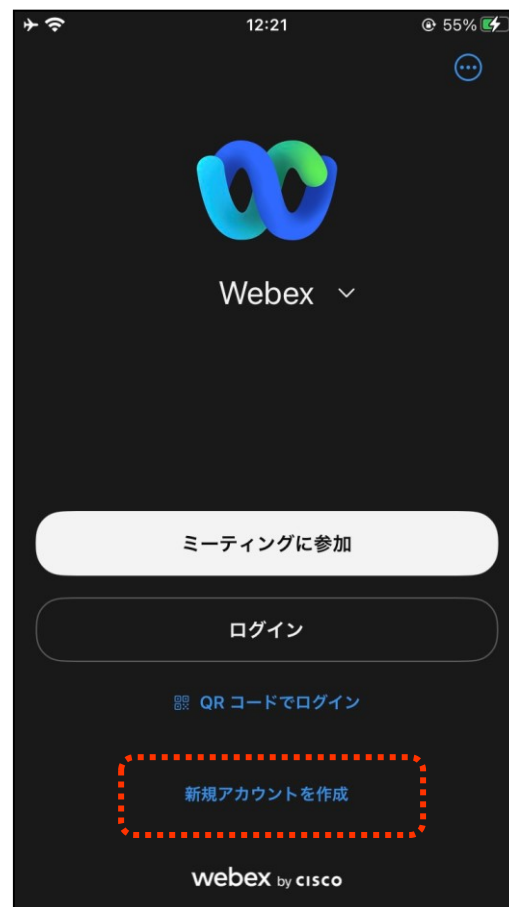 12:21 55%
Webex
ミーティングに参加
ログイン
QR コードでログイン
新規アカウントを作成
webex by CISCO